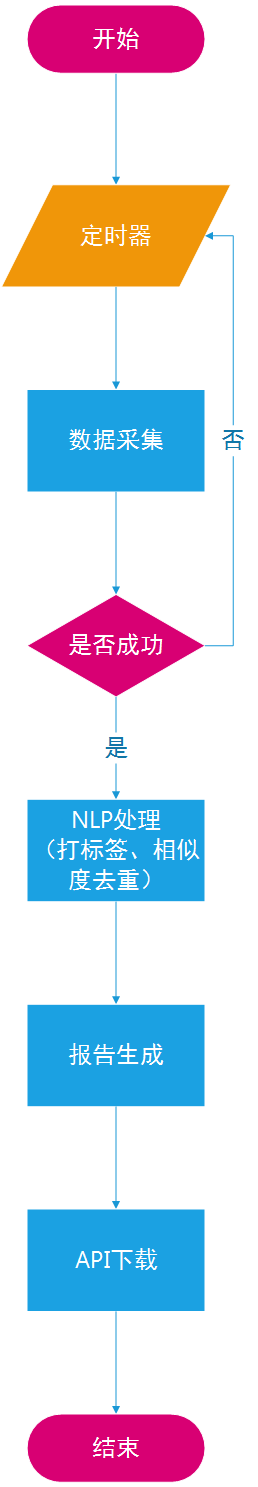 开始
定时器
数据采集
否
是否成功
是
NLP处理
（打标签、相似
度去重）
报告生成
API下载
结束